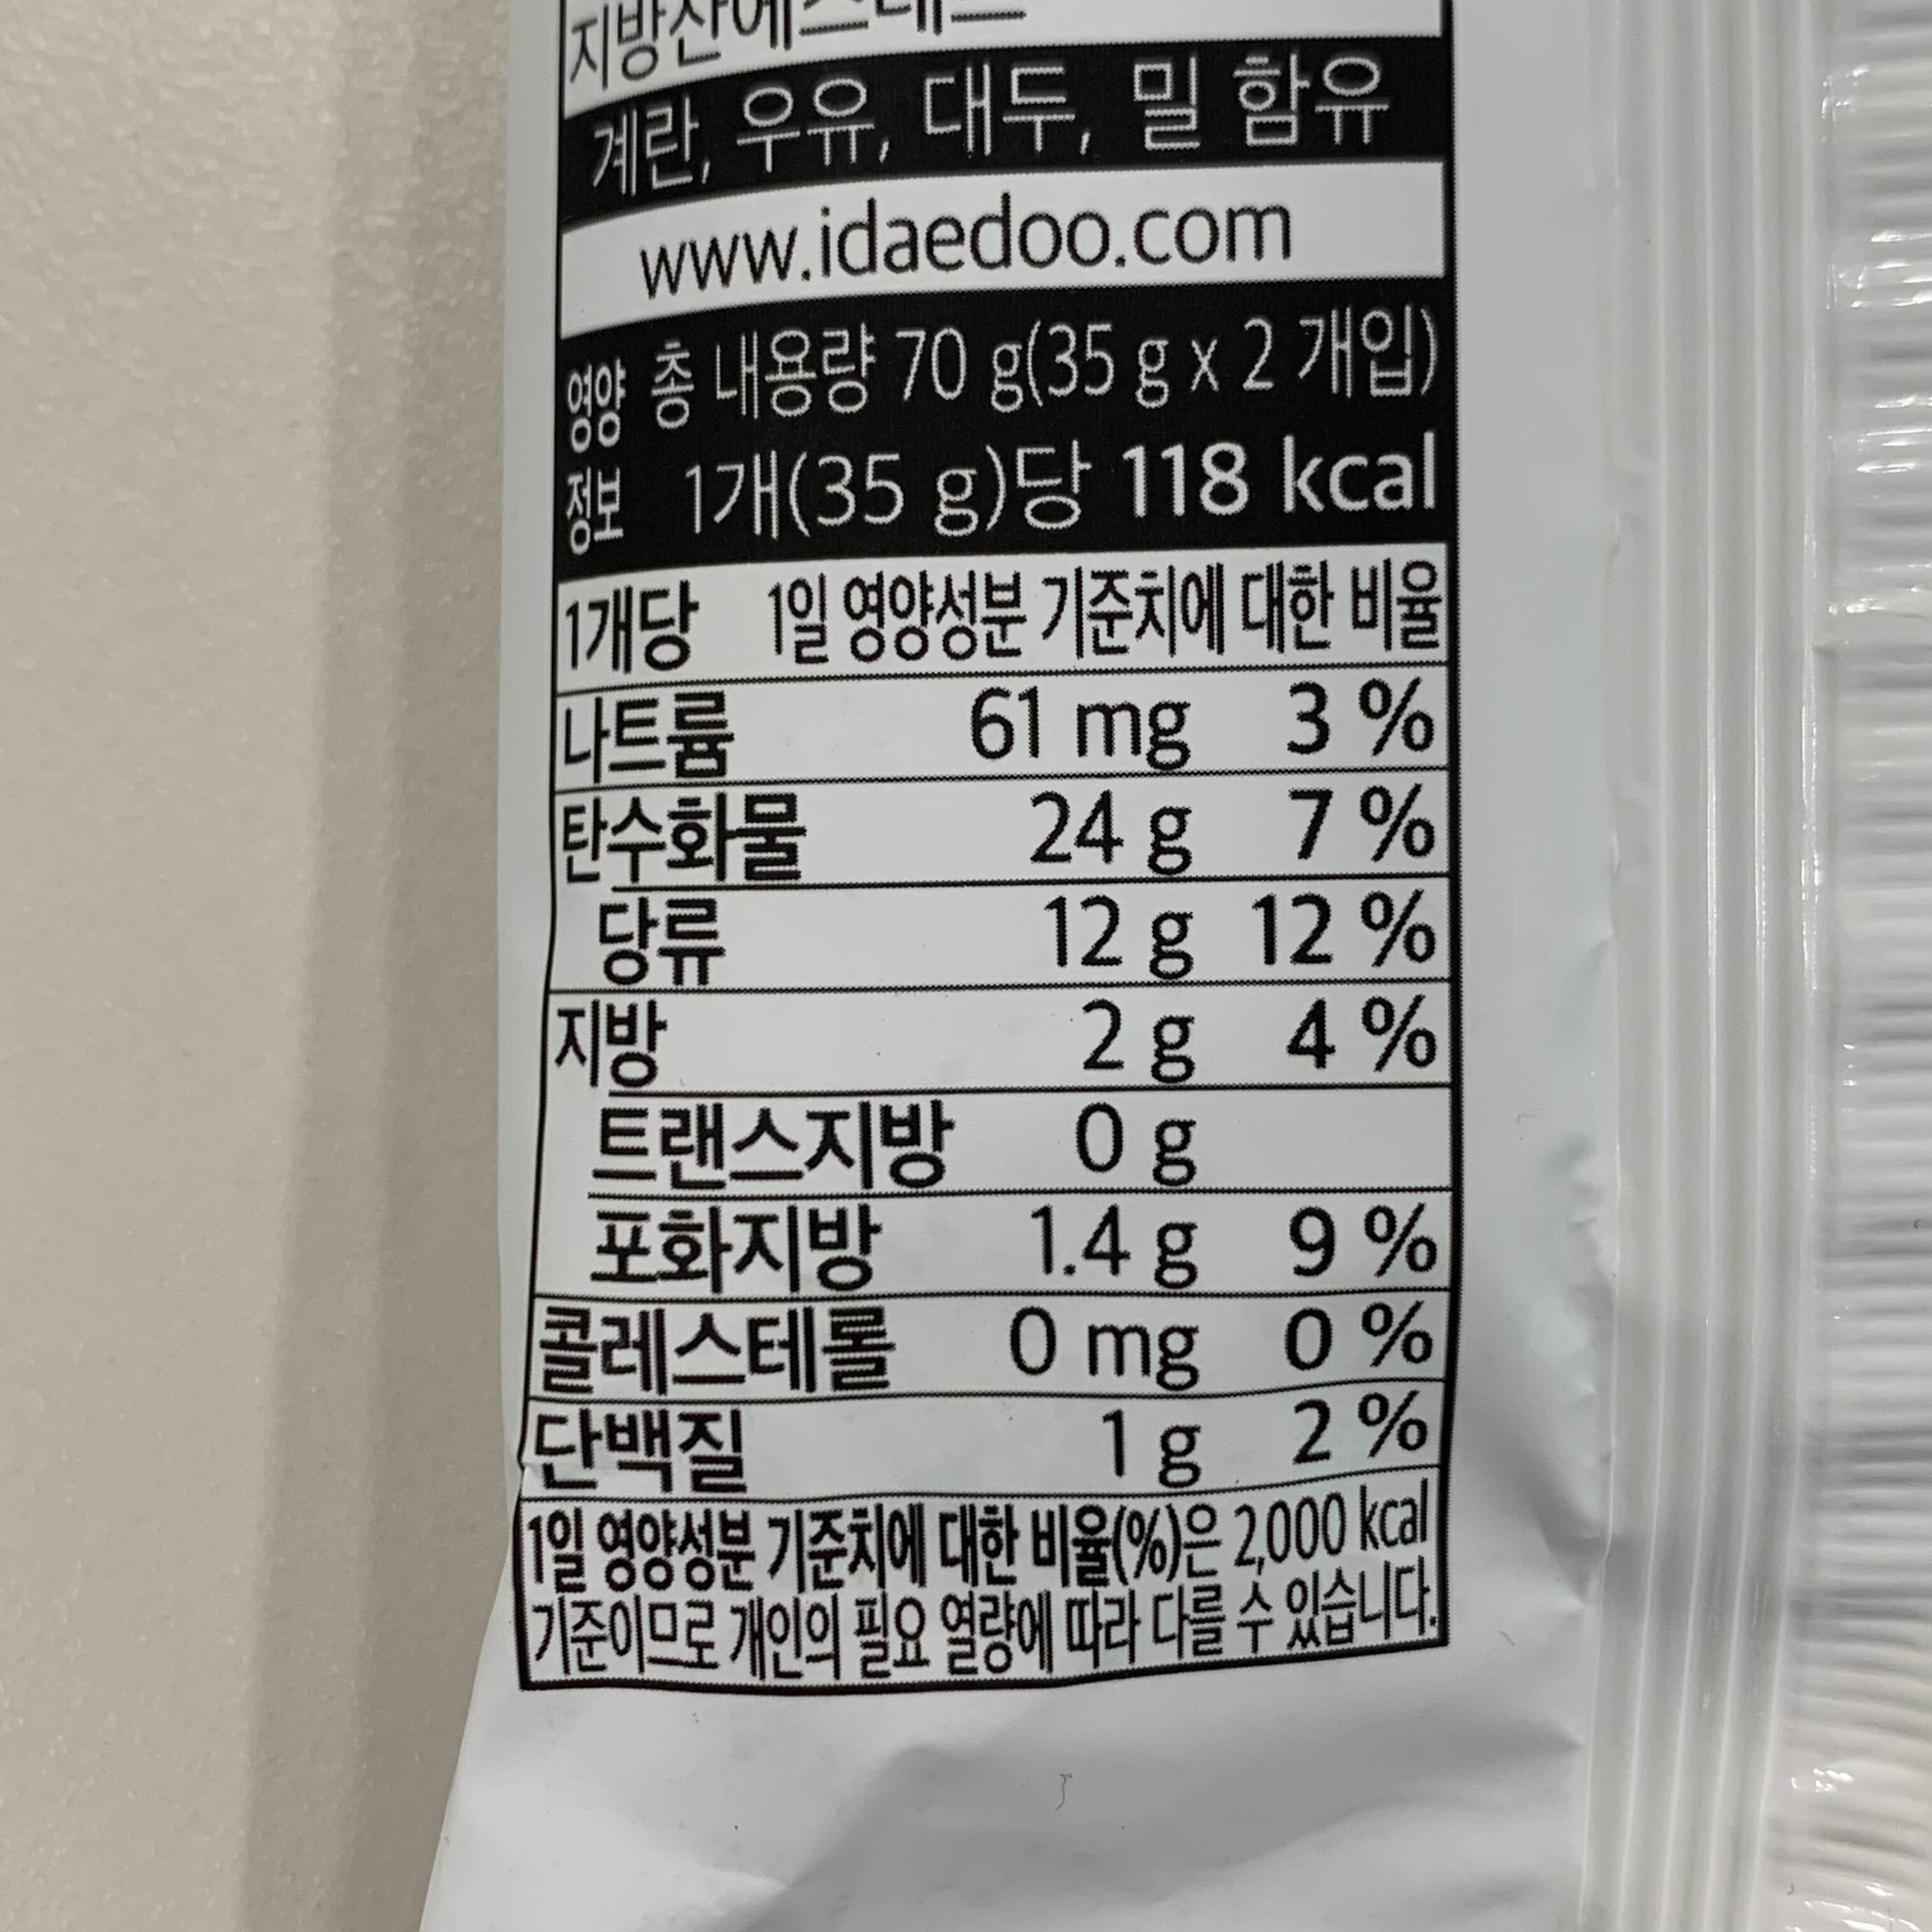 지방산에스테르
계란, 우유, 대두, 밀 함유
www.idaedoo.com
영양정보 총 내용량 70 g(35 g x 2 개입)
1개(35 g)당 118 kcal
1개당 1일 영양성분 기준치에 대한 비율
나트륨 61 mg 3 %
탄수화물 24 g 7 %
당류 12 g 12 %
지방 2 g 4 %
트랜스지방 0 g
포화지방 1.4 g 9 %
콜레스테롤 0 mg 0 %
단백질 1 g 2 %
1일 영양성분 기준치에 대한 비율(%)은 2,000 kcal
기준이므로 개인의 필요 열량에 따라 다를 수 있습니다.